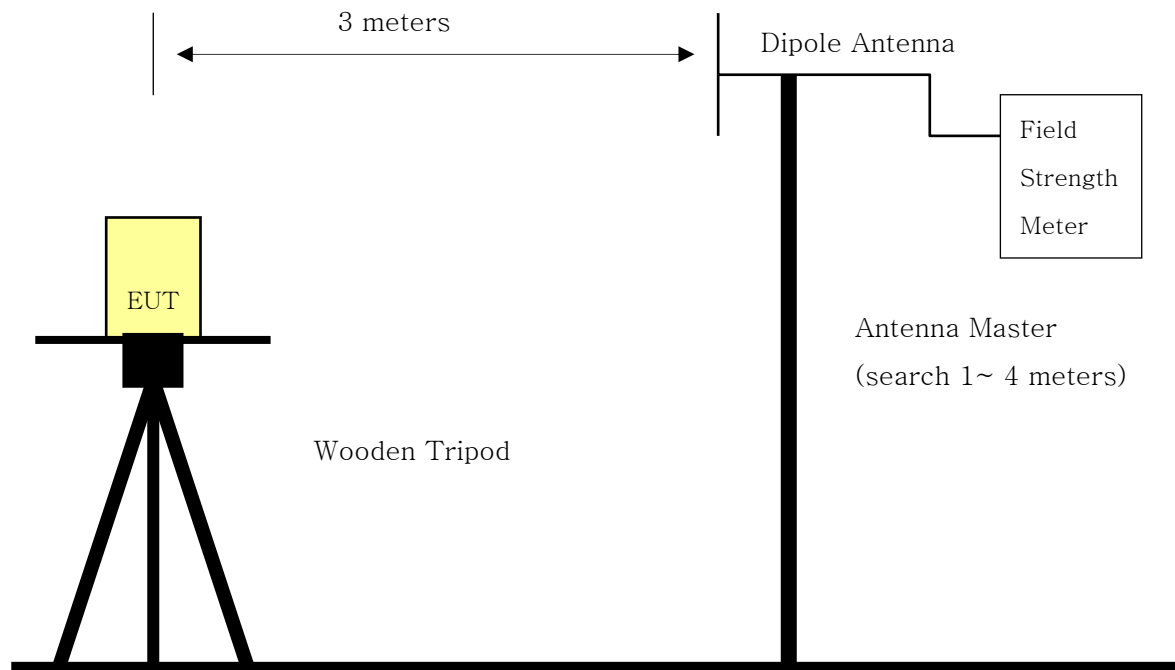 3 meters
Dipole Antenna
Field
Strength
Meter
EUT
Antenna Master
(search 1~ 4 meters)
Wooden Tripod